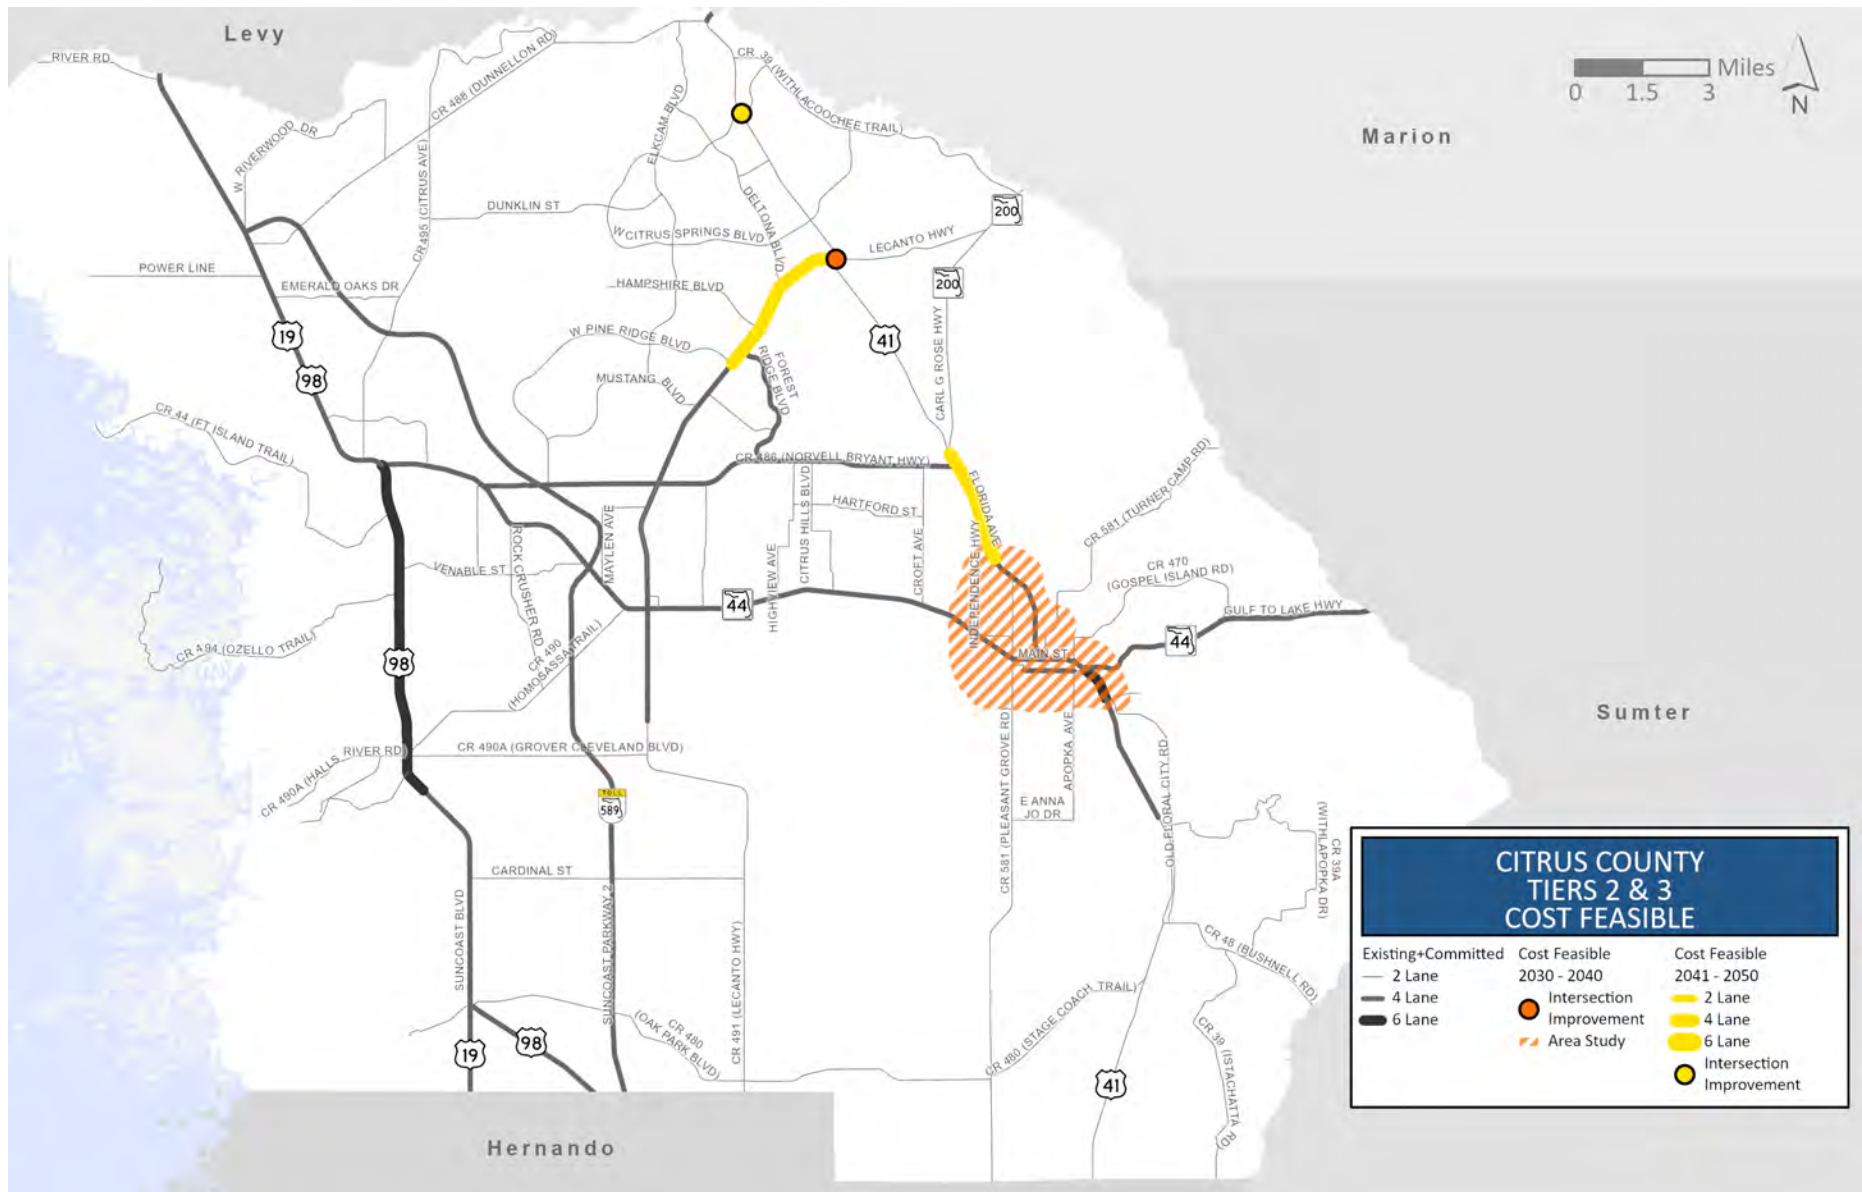 Levy
RIVER RD
CR 39 (WITHLACOOCHEE TRAIL)
CR 488 (DUNNELLON RD)
Miles
0 1.5 3
N
Marion
W RIVERWOOD DR
CR 495 (CITRUS AVE)
ELKCAM BLVD
DELTONA BLVD
DUNKLIN ST
W CITRUS SPRINGS BLVD
LECANTO HWY
200
200
POWER LINE
EMERALD OAKS DR
HAMPSHIRE BLVD
19
98
41
W PINE RIDGE BLVD
MUSTANG BLVD
FOREST
RIDGE BLVD
CARL G ROSE HWY
CR 44 (FT ISLAND TRAIL)
CR 486 (NORVELL BRYANT HWY)
FLORIDA AVE
CR 581 (TURNER CAMP RD)
CITRUS HILLS BLVD
HARTFORD ST
CROFT AVE
INDEPENDENCE HWY
MAYLEN AVE
ROCK CRUSHER RD
VENABLE ST
HIGHVIEW AVE
CR 470
(GOSPEL ISLAND RD)
GULF TO LAKE HWY
44
44
CR 494 (OZELLO TRAIL)
98
CR 490
(HOMOSASSA TRAIL)
MAIN ST
Sumter
CR 490A (HALLS RIVER RD)
CR 490A (GROVER CLEVELAND BLVD)
TOLL
589
CR 581 (PLEASANT GROVE RD)
APOPKA AVE
OLD FLORAL CITY RD
E ANNA
JO DR
CR 39A
(WITHLAPOPKA DR)
CARDINAL ST
SUNCOAST BLVD
SUNCOAST PARKWAY 2
CR 491 (LECANTO HWY)
CR 48 (BUSHNELL RD)
CR 480
(OAK PARK BLVD)
CR 480 (STAGE COACH TRAIL)
CR 39 (ISTACHATTA RD)
19
98
41
Hernando
CITRUS COUNTY
TIERS 2 & 3
COST FEASIBLE
Existing+Committed
2 Lane
4 Lane
6 Lane
Cost Feasible
2030 - 2040
Intersection
Improvement
Area Study
Cost Feasible
2041 - 2050
2 Lane
4 Lane
6 Lane
Intersection
Improvement